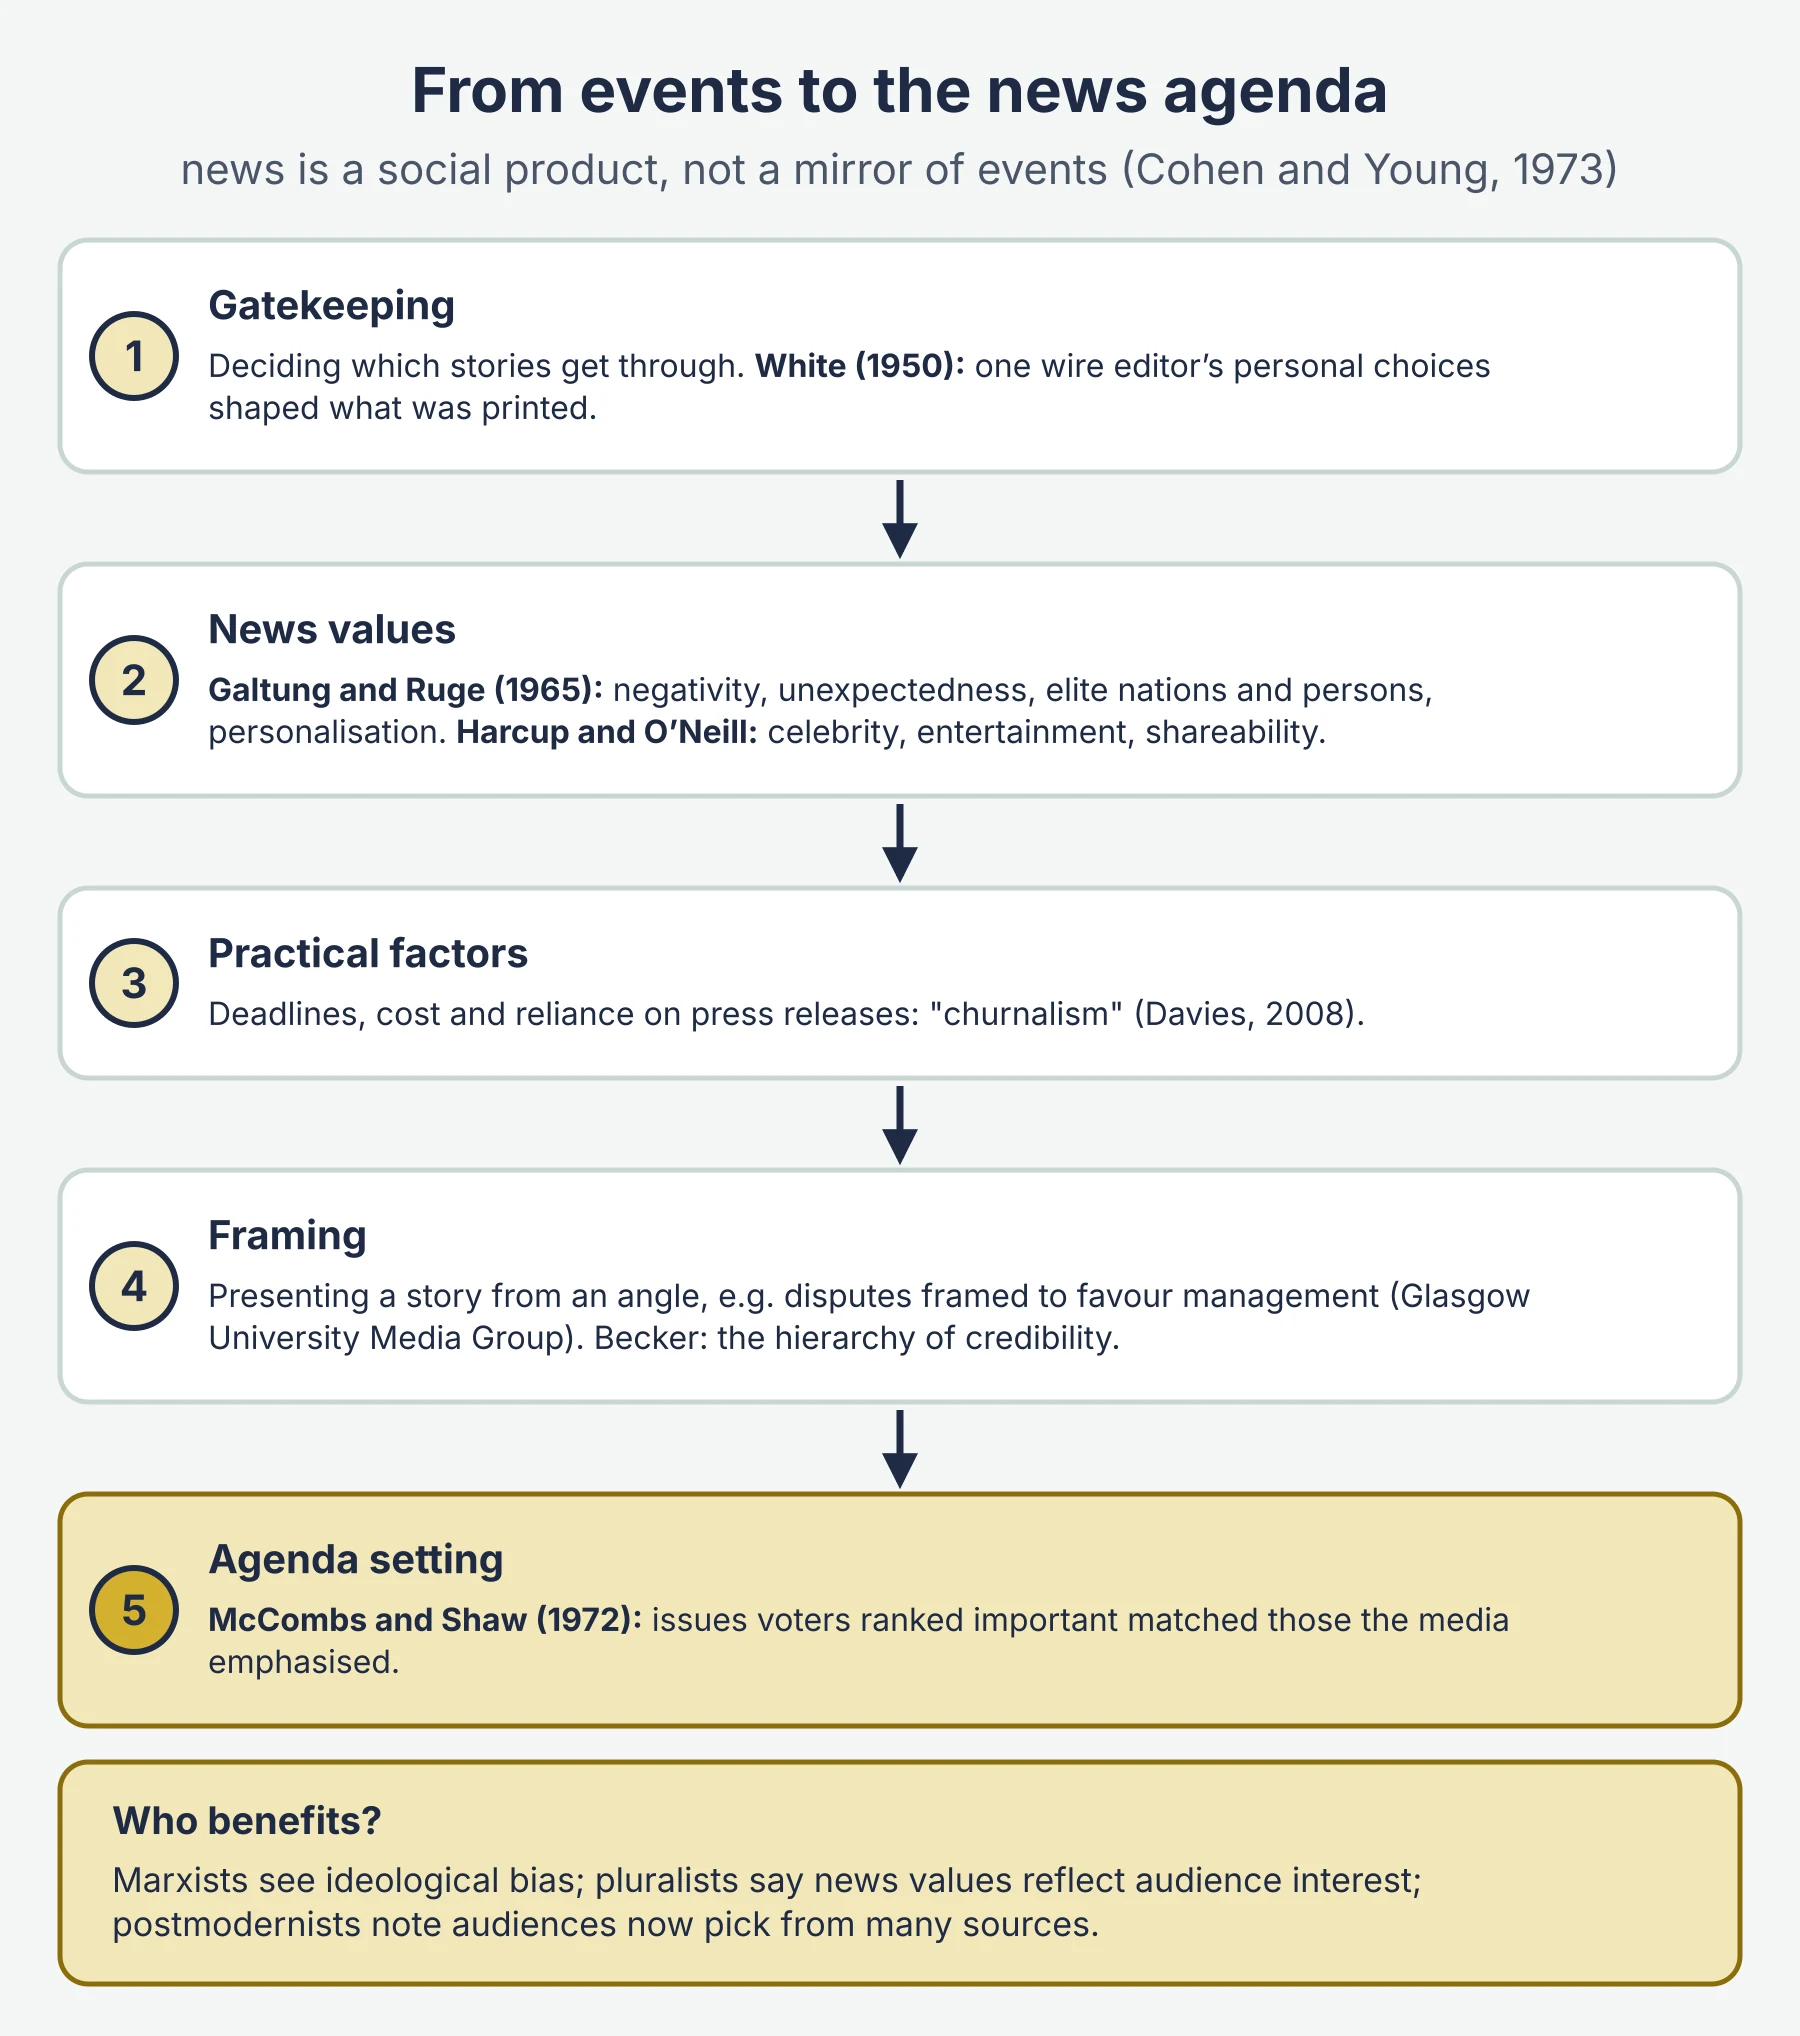 From events to the news agenda
news is a social product, not a mirror of events (Cohen and Young, 1973)
1
Gatekeeping
Deciding which stories get through. White (1950): one wire editor’s personal choices
shaped what was printed.
2
News values
Galtung and Ruge (1965): negativity, unexpectedness, elite nations and persons,
personalisation. Harcup and O’Neill: celebrity, entertainment, shareability.
3
Practical factors
Deadlines, cost and reliance on press releases: "churnalism" (Davies, 2008).
4
Framing
Presenting a story from an angle, e.g. disputes framed to favour management (Glasgow
University Media Group). Becker: the hierarchy of credibility.
5
Agenda setting
McCombs and Shaw (1972): issues voters ranked important matched those the media
emphasised.
Who benefits?
Marxists see ideological bias; pluralists say news values reflect audience interest;
postmodernists note audiences now pick from many sources.